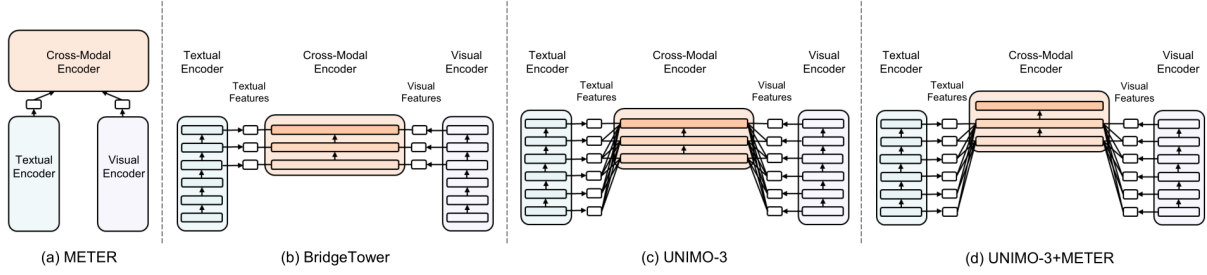 Cross-Modal
Encoder
Textual
Encoder
Visual
Encoder
(a) METER
Textual
Encoder
Cross-Modal
Encoder
Visual
Encoder
Textual
Features
Visual
Features
(b) BridgeTower
Textual
Encoder
Cross-Modal
Encoder
Visual
Encoder
Textual
Features
Visual
Features
(c) UNIMO-3
Textual
Encoder
Cross-Modal
Encoder
Visual
Encoder
Textual
Features
Visual
Features
(d) UNIMO-3+METER